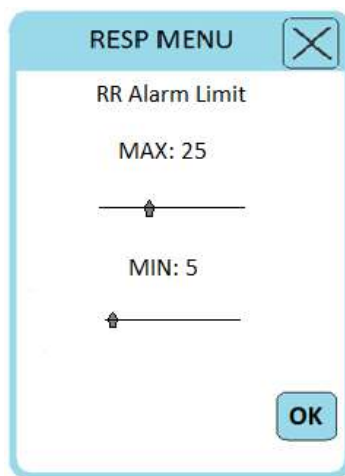 RESP MENU
RR Alarm Limit
MAX: 25
MIN: 5
OK